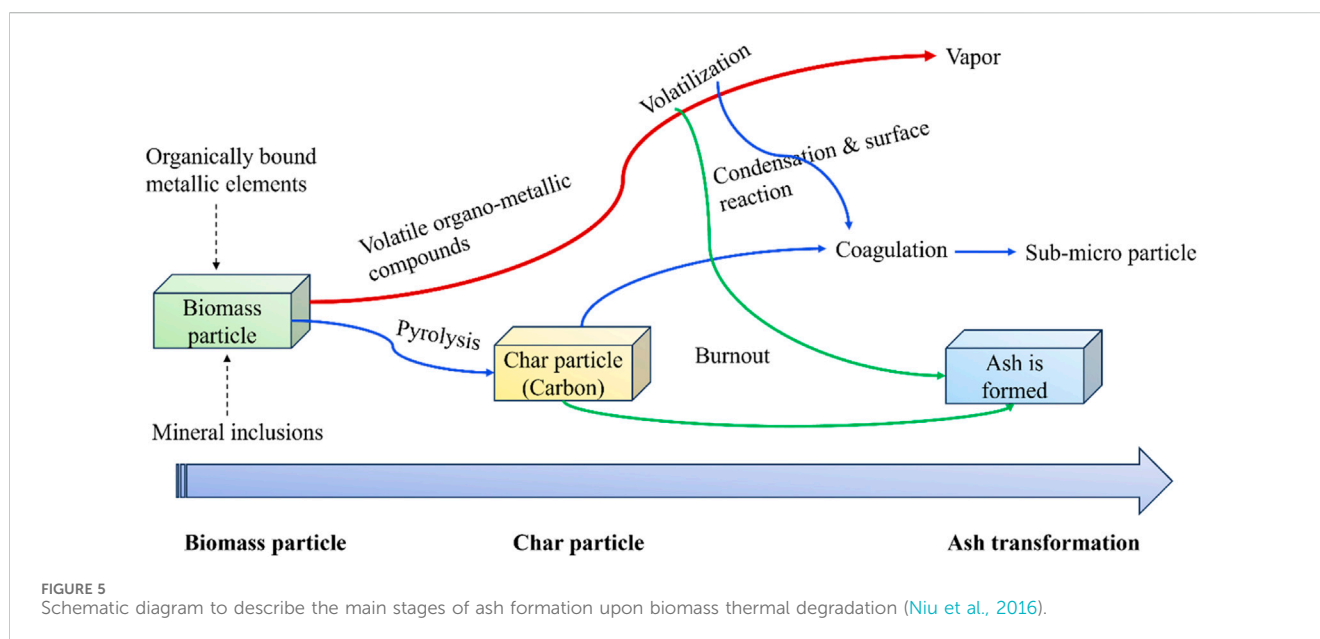 Volatilization
Vapor
Organically bound
metallic elements
Condensation & surface
reaction
Volatile organo-metallic
compounds
Coagulation
Sub-micro particle
Biomass
particle
Pyrolysis
Char particle
(Carbon)
Burnout
Ash is
formed
Mineral inclusions
Biomass particle
Char particle
Ash transformation
FIGURE 5
Schematic diagram to describe the main stages of ash formation upon biomass thermal degradation (Niu et al., 2016).